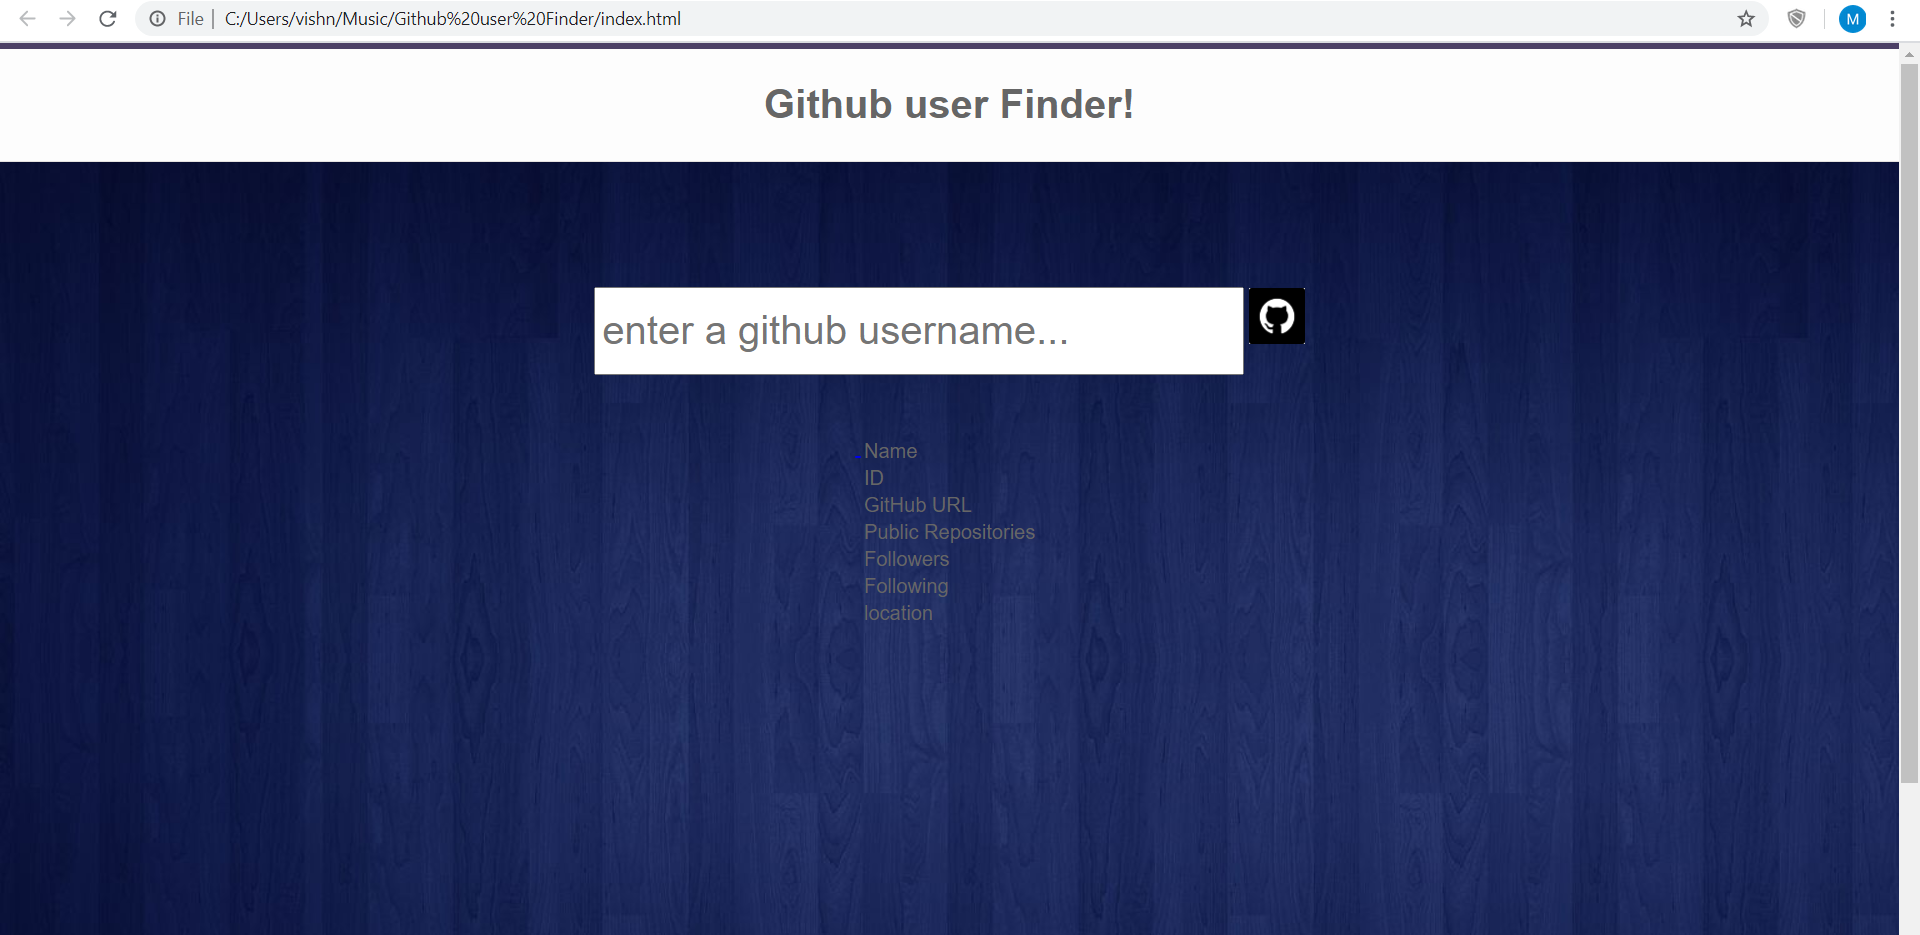 File | C:/Users/vishn/Music/Github%20user%20Finder/index.html
M
Github user Finder!
enter a github username...
Name
ID
GitHub URL
Public Repositories
Followers
Following
location